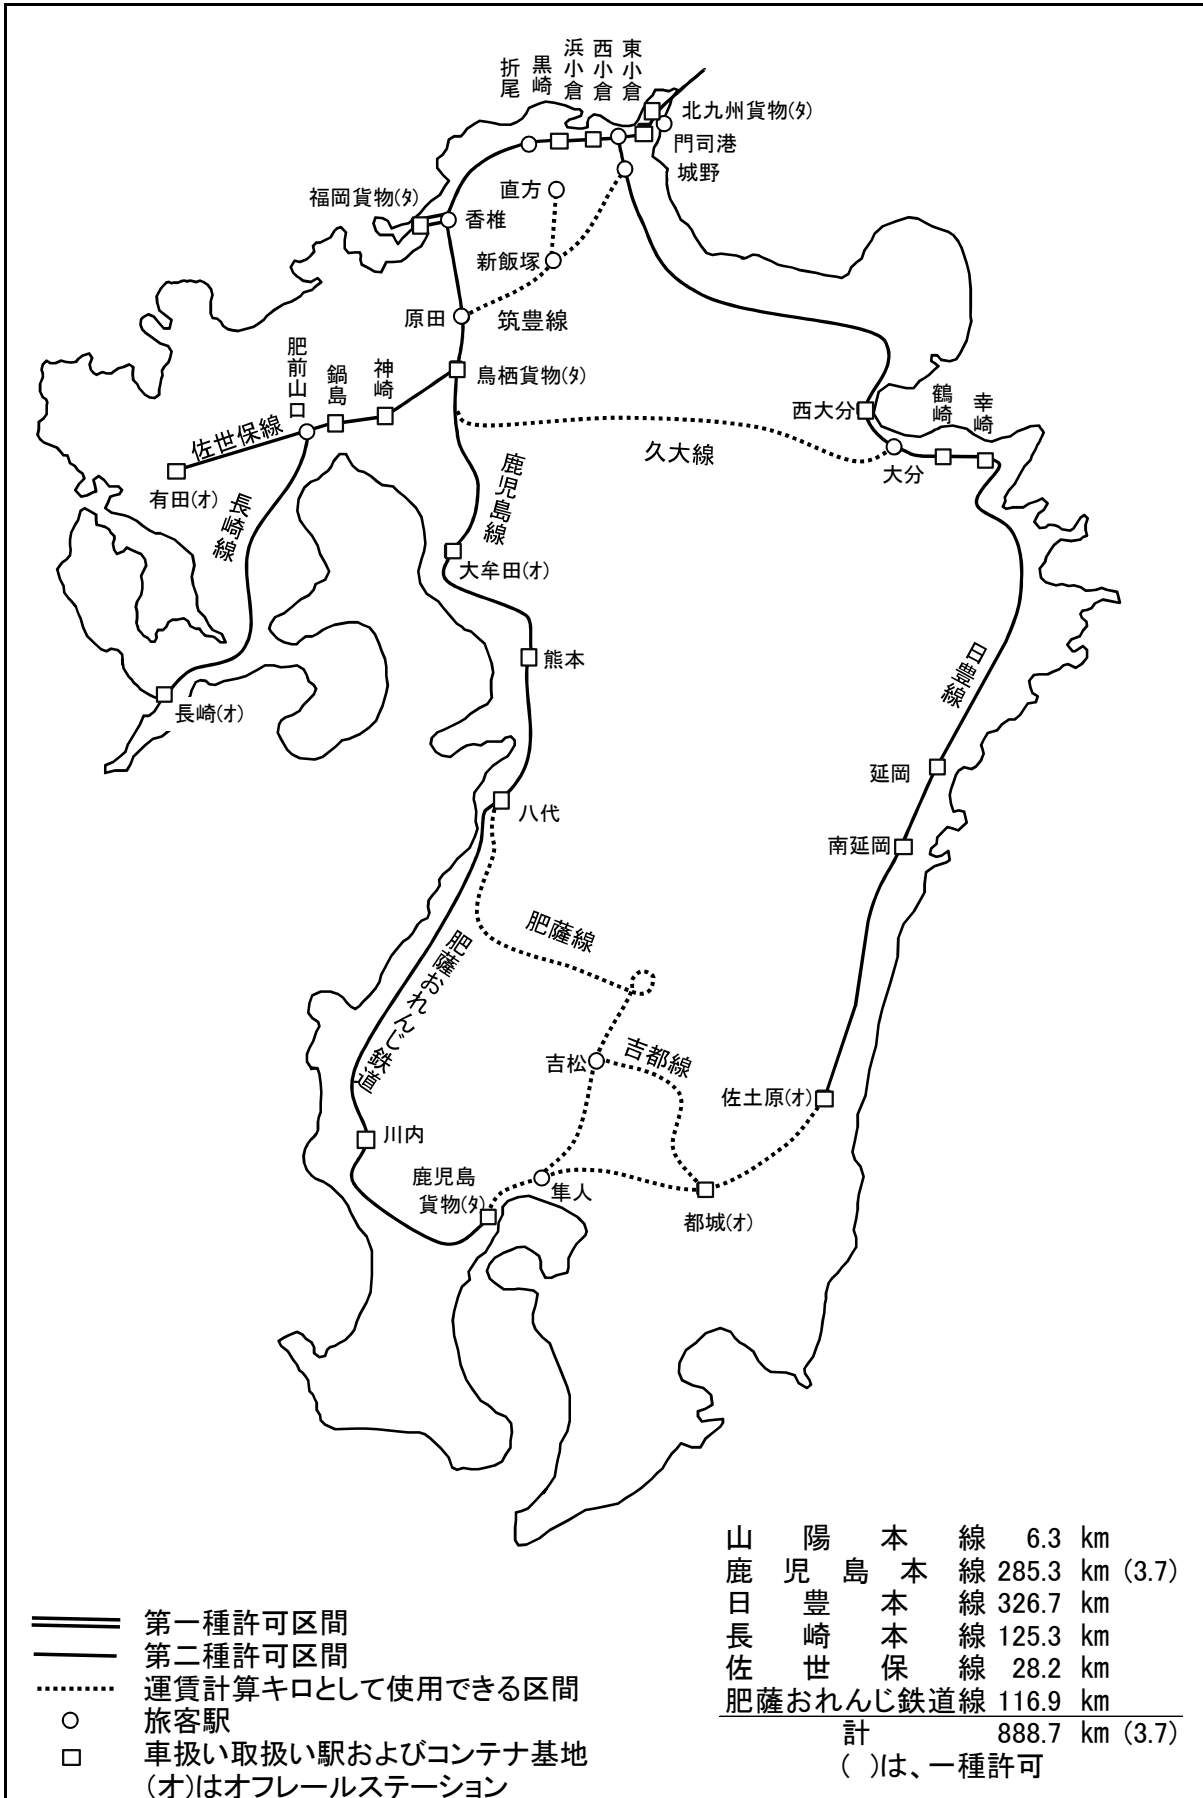 折尾
黒崎
浜小倉
西小倉
東小倉
北九州貨物(タ)
門司港
城野
直方
福岡貨物(タ)
香椎
新飯塚
原田
筑豊線
肥前山口
鍋島
神崎
鳥栖貨物(タ)
佐世保線
久大線
西大分
鶴崎
幸崎
大分
有田(オ)
長崎線
鹿児島線
大牟田(オ)
熊本
長崎(オ)
日豊線
延岡
八代
南延岡
肥薩線
肥薩おれんじ鉄道
吉松
吉都線
佐土原(オ)
川内
鹿児島
貨物(タ)
隼人
都城(オ)
山陽本線 6.3 km
鹿児島本線 285.3 km (3.7)
日豊本線 326.7 km
長崎本線 125.3 km
佐世保線 28.2 km
肥薩おれんじ鉄道線 116.9 km
計 888.7 km (3.7)
( )は、一種許可
第一種許可区間
第二種許可区間
運賃計算キロとして使用できる区間
旅客駅
車扱い取扱い駅およびコンテナ基地
(オ)はオフレールステーション